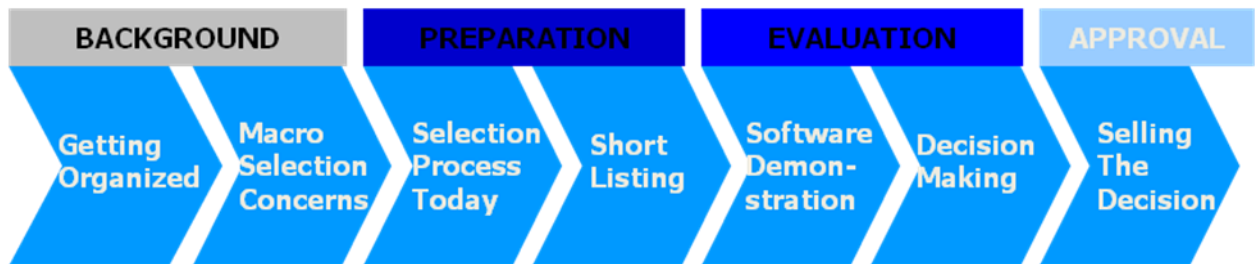 BACKGROUND
PREPARATION
EVALUATION
APPROVAL
Getting
Organized
Macro
Selection
Concerns
Selection
Process
Today
Short
Listing
Software
Demon-
stration
Decision
Making
Selling
The
Decision